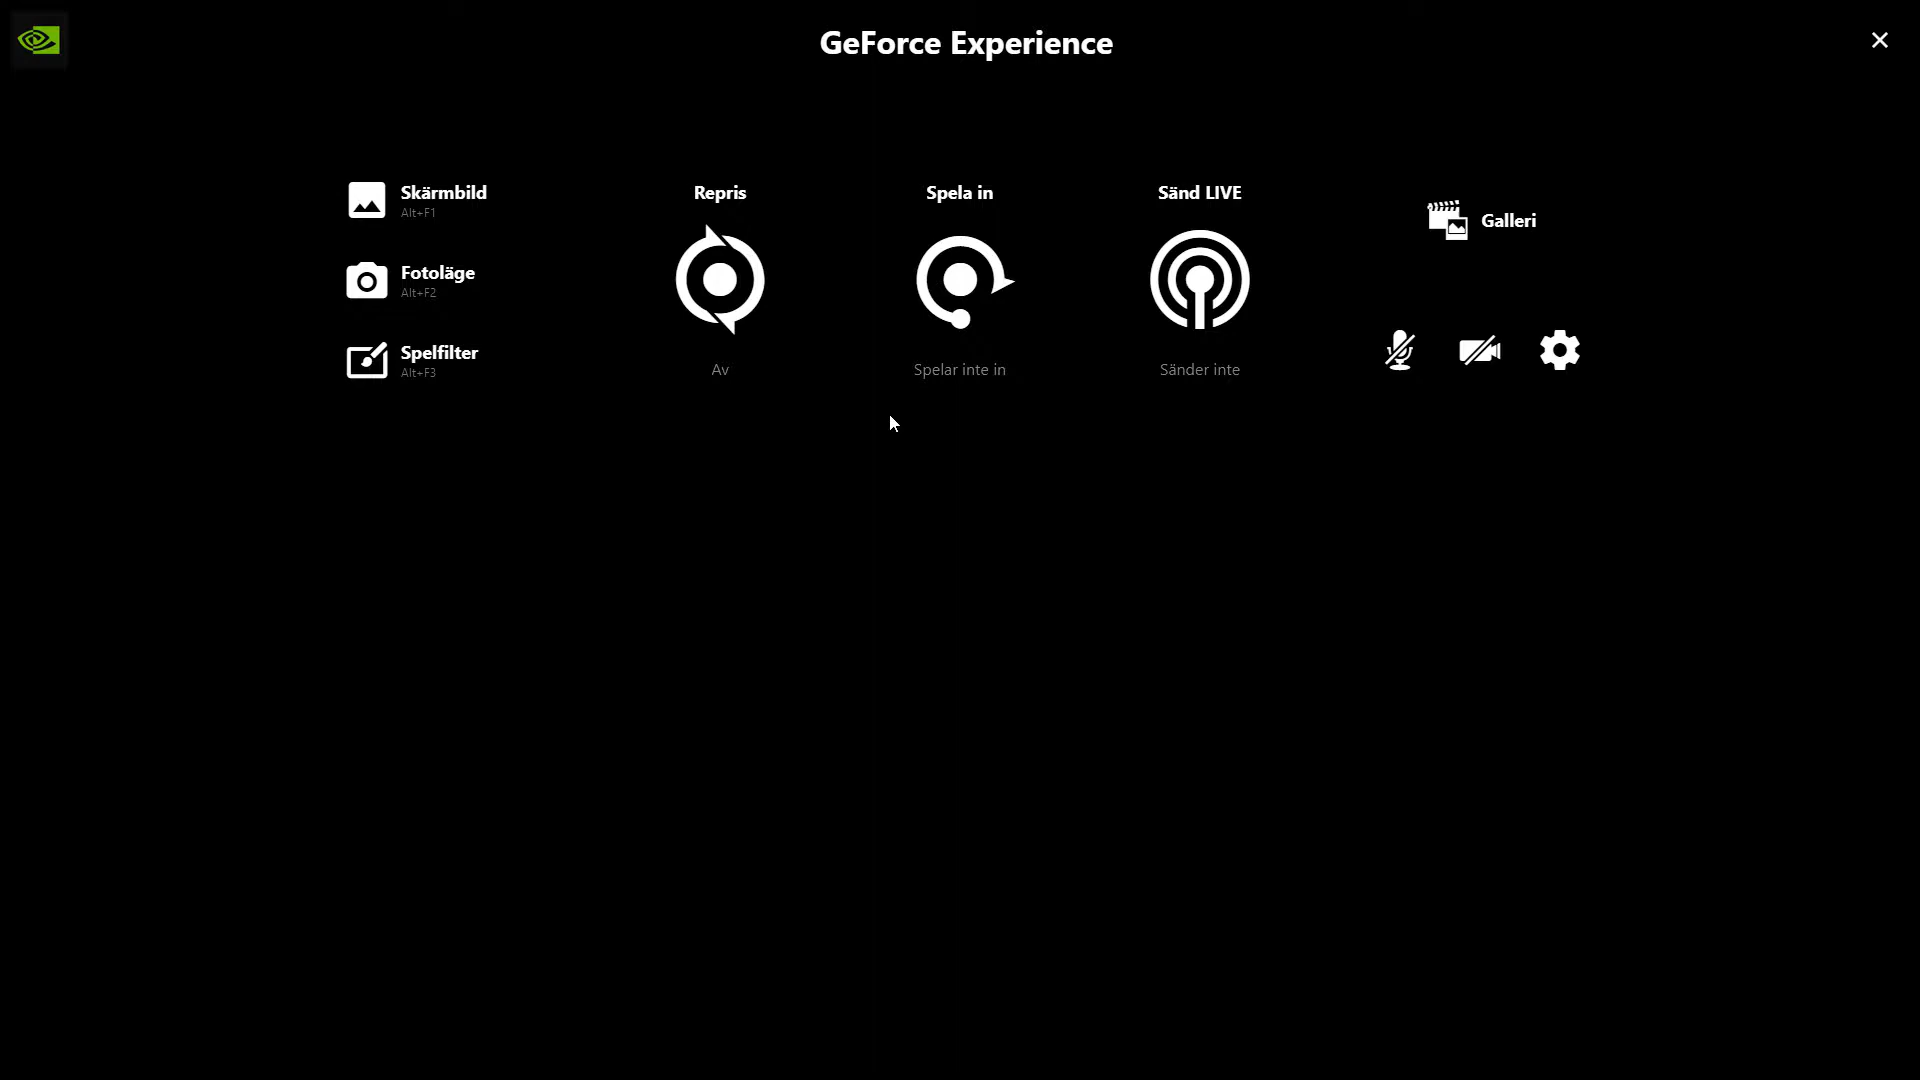 GeForce Experience
Skärmbild
Alt+F1
Fotoläge
Alt+F2
Spelfilter
Alt+F3
Repris
Av
Spela in
Spelar inte in
Sänd LIVE
Sänder inte
Galleri